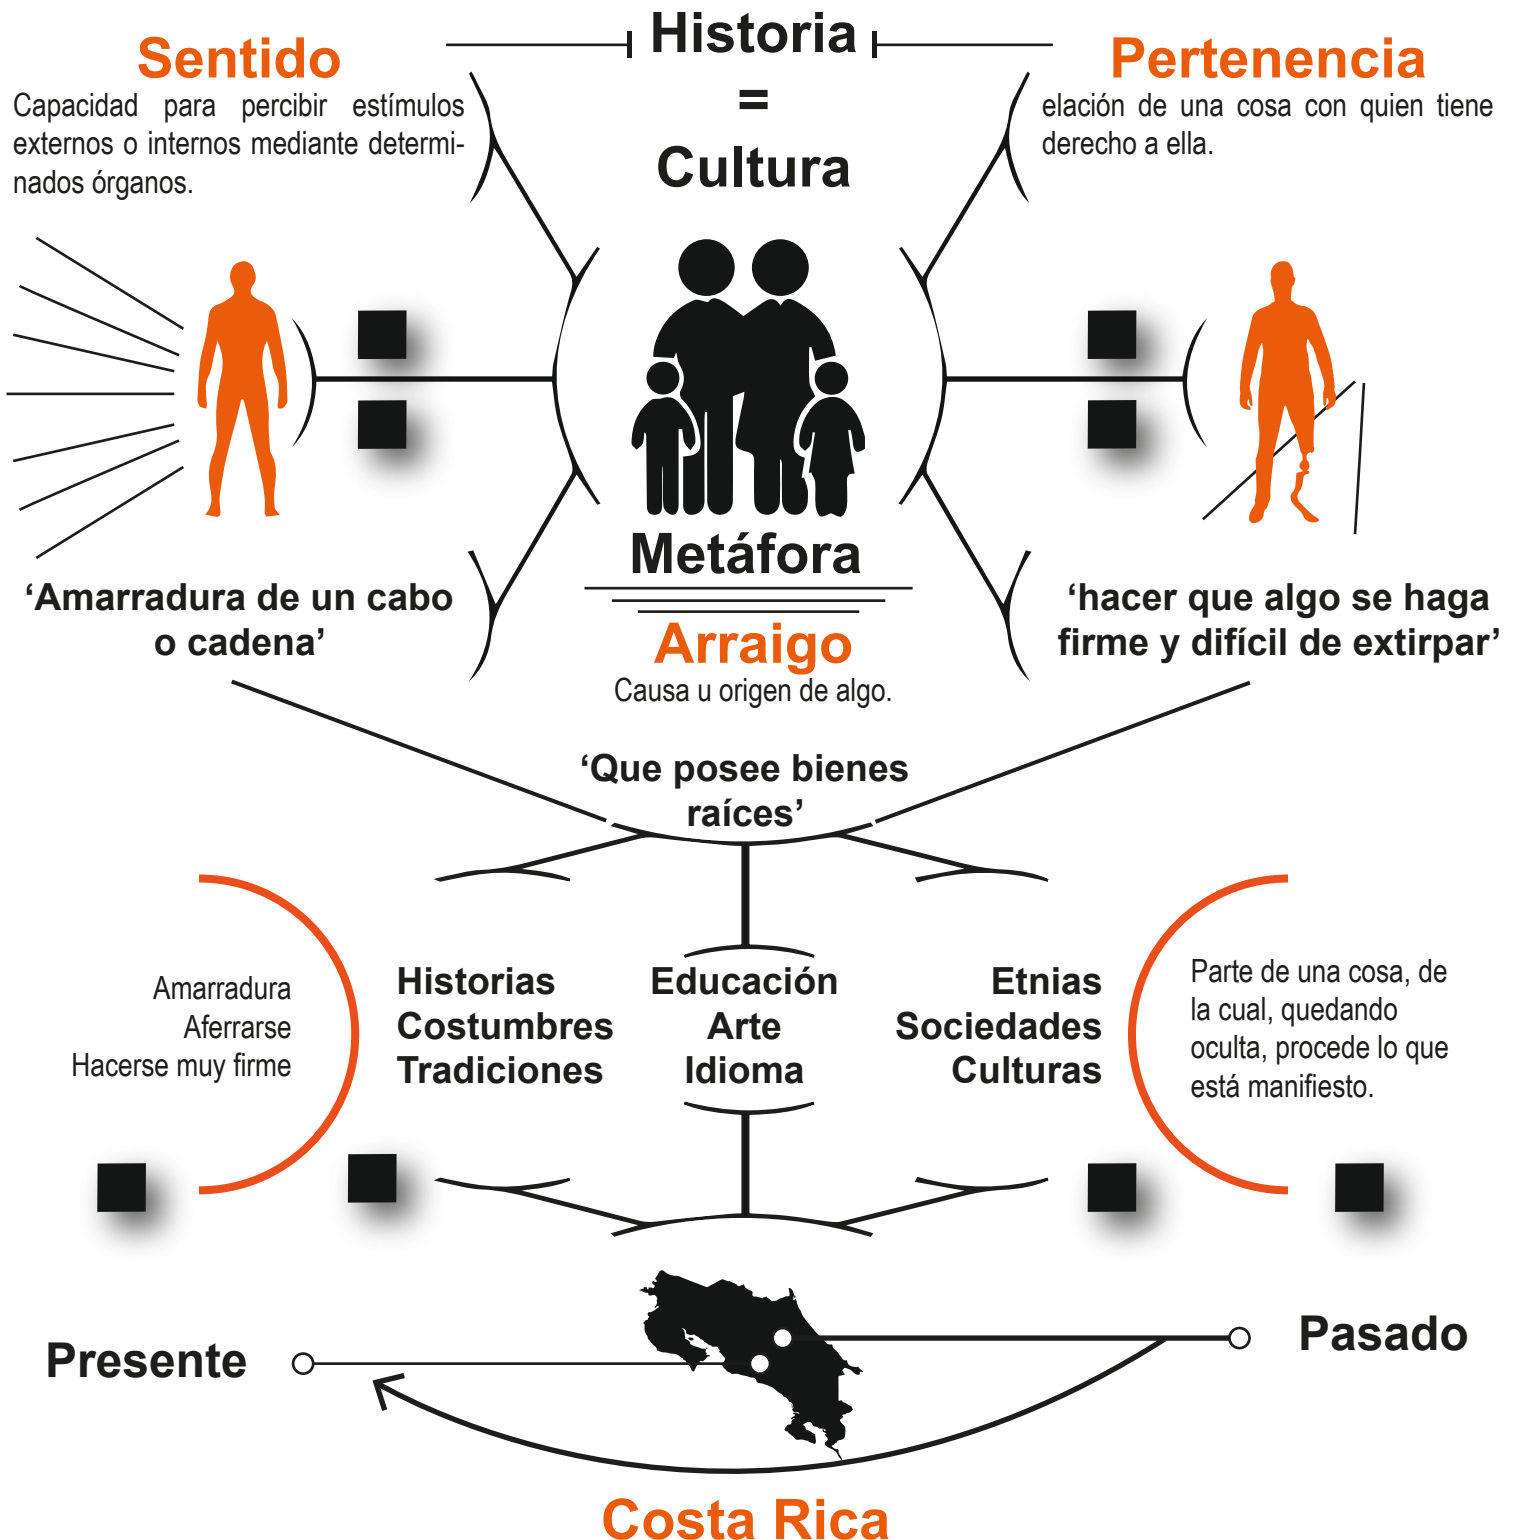 Historia
=
Cultura
Sentido
Capacidad para percibir estímulos
externos o internos mediante determi-
nados órganos.
Pertenencia
elación de una cosa con quien tiene
derecho a ella.
‘Amarradura de un cabo
o cadena’
Metáfora
Arraigo
Causa u origen de algo.
‘hacer que algo se haga
firme y difícil de extirpar’
‘Que posee bienes
raíces’
Amarradura
Aferrarse
Hacerse muy firme
Historias
Costumbres
Tradiciones
Educación
Arte
Idioma
Etnias
Sociedades
Culturas
Parte de una cosa, de
la cual, quedando
oculta, procede lo que
está manifiesto.
Presente
Pasado
Costa Rica